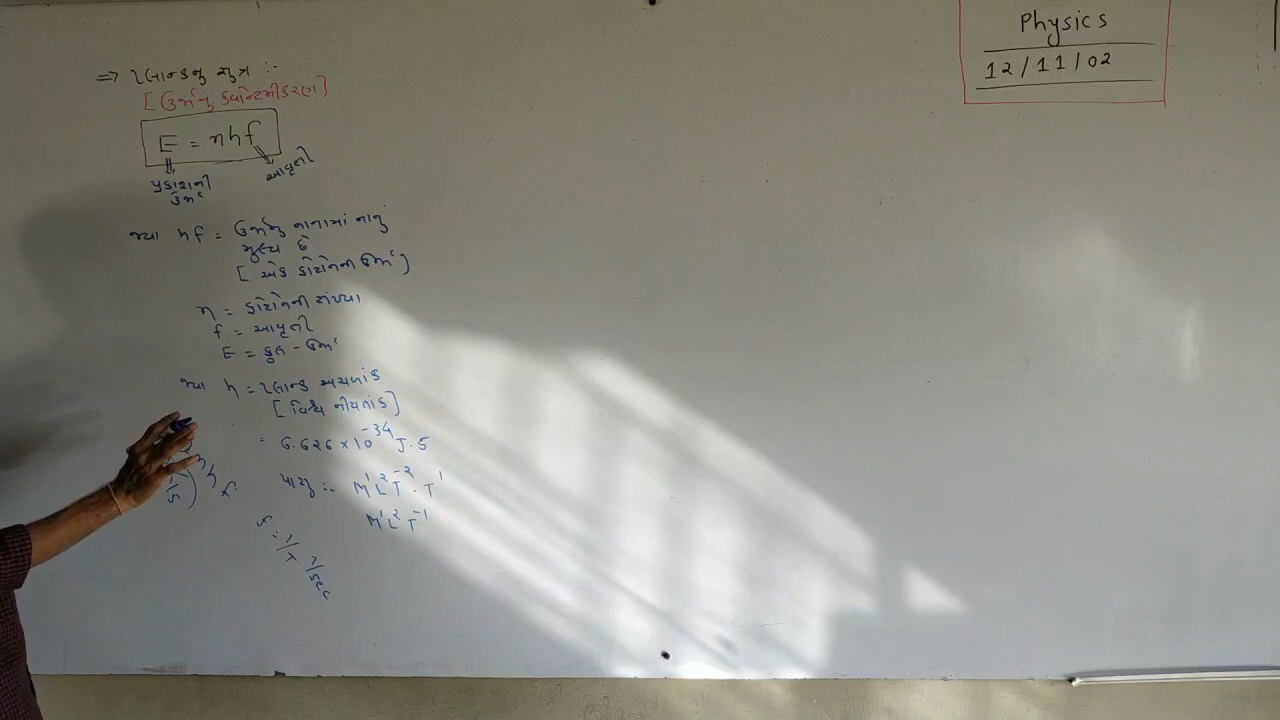 Physics
12/11/02
⇒ પ્લાન્કનું સુત્ર :-
[ઉર્જાનું ક્વોન્ટમીકરણ]
E = nhf
આવૃતી
પ્રકાશની
ઉર્જા
જ્યાં hf = ઉર્જાનું નાનામાં નાનું
મુલ્ય છે
[એક ફોટોનની ઉર્જા]
n = ફોટોનની સંખ્યા
f = આવૃતી
E = કુલ - ઉર્જા
જ્યાં h = પ્લાન્ક અચળાંક
[વિશ્વ નીયતાંક]
= 6.626 × 10⁻³⁴ J.S
પાસુ :- M¹L²T⁻² . T¹
M¹L²T⁻¹